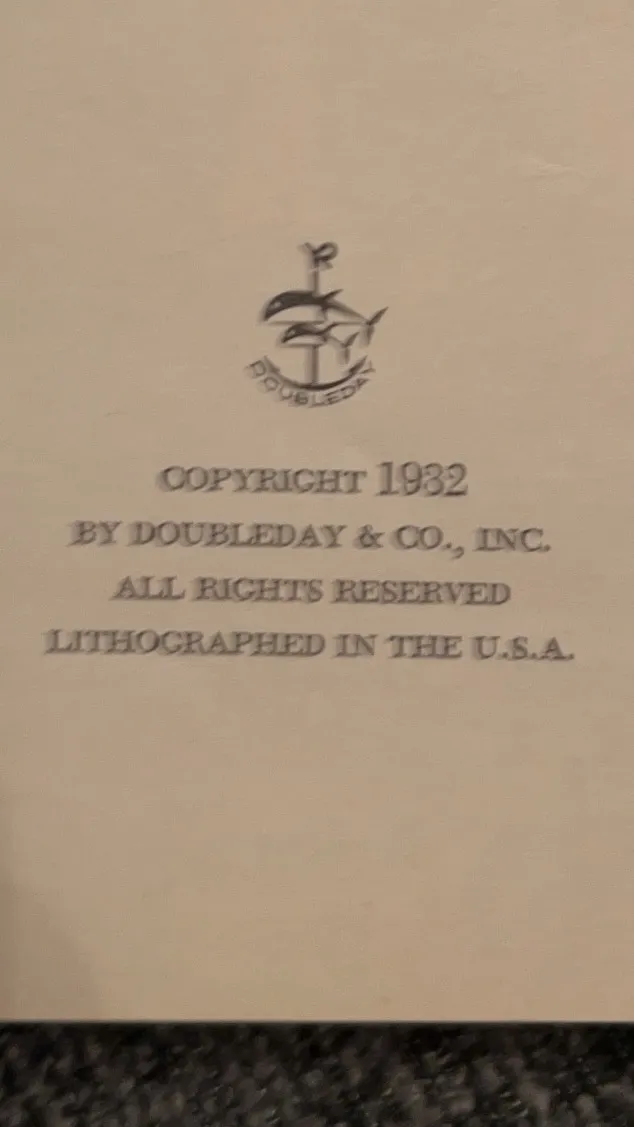 DOUBLEDAY
COPYRIGHT 1932
BY DOUBLEDAY & CO., INC.
ALL RIGHTS RESERVED
LITHOGRAPHED IN THE U.S.A.